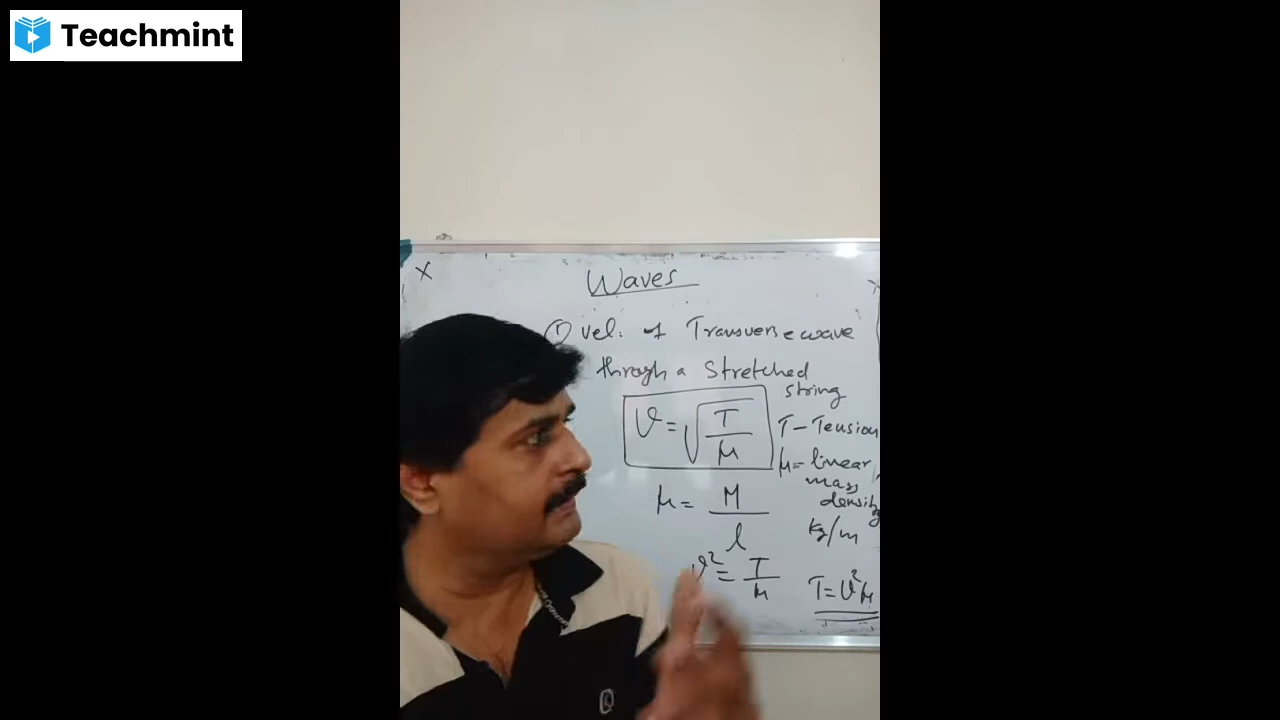 Teachmint
Waves
① vel. of Transverse wave
through a Stretched
string
v = √(T/μ)
T - Tension
μ = linear
mass
density
kg/m
μ = M/l
v² = T/μ
T = v²μ